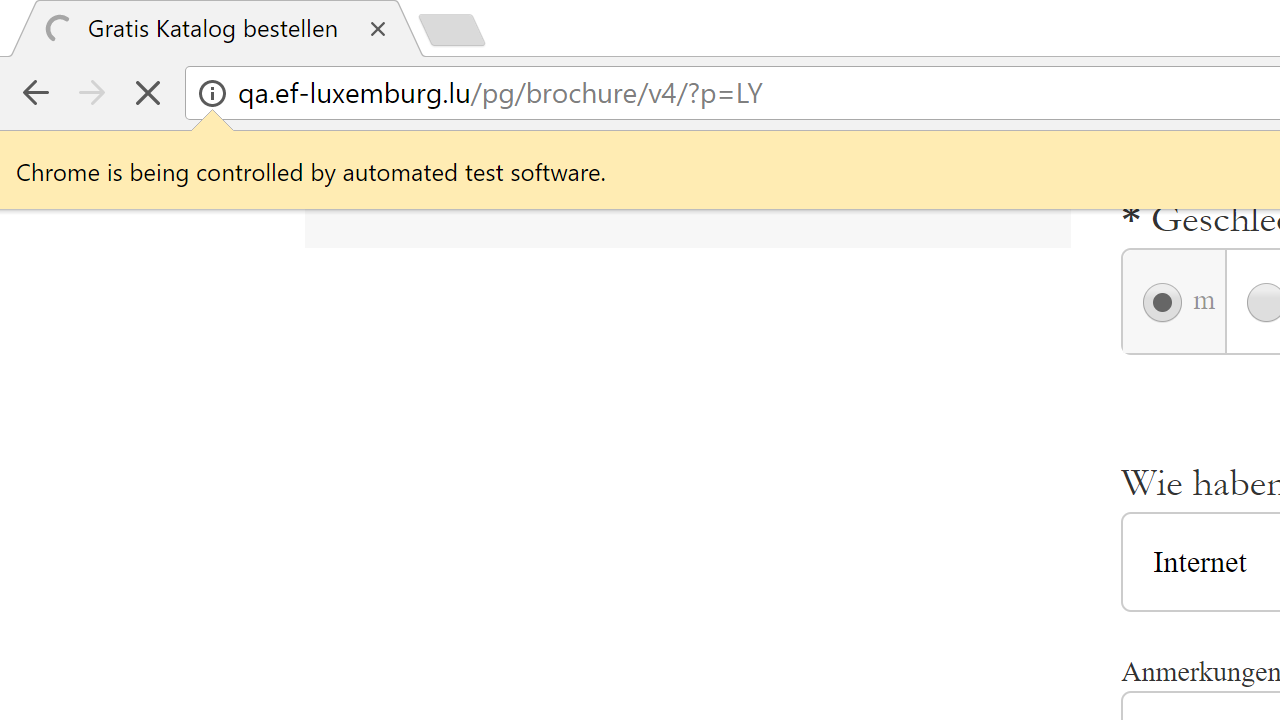 Gratis Katalog bestellen
qa.ef-luxemburg.lu/pg/brochure/v4/?p=LY
Chrome is being controlled by automated test software.
* Geschlec
m
Wie haben
Internet
Anmerkungen